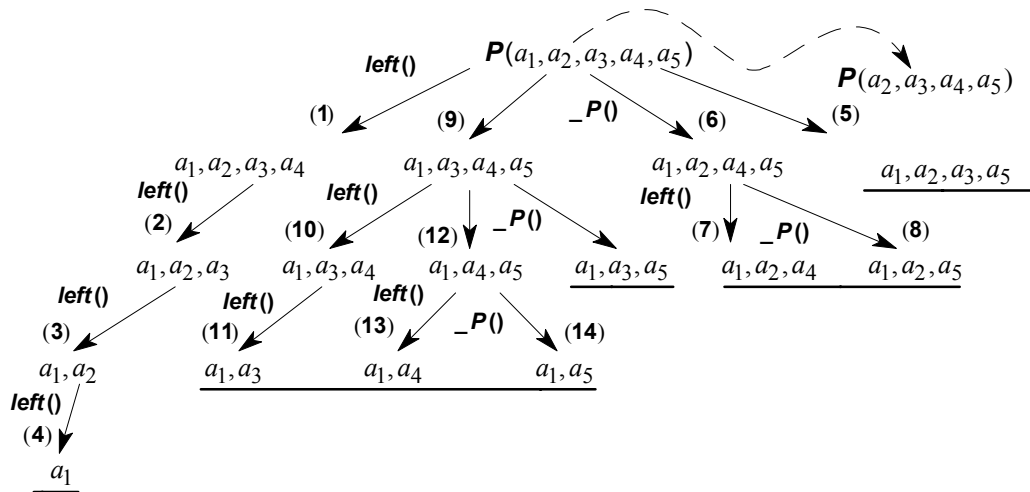 left() P(a₁,a₂,a₃,a₄,a₅) P(a₂,a₃,a₄,a₅)
(1) (9) _P() (6) (5)
a₁,a₂,a₃,a₄ a₁,a₃,a₄,a₅ a₁,a₂,a₄,a₅ a₁,a₂,a₃,a₅
left() left() left()
(2) (10) (12) _P() (7) _P() (8)
a₁,a₂,a₃ a₁,a₃,a₄ a₁,a₄,a₅ a₁,a₃,a₅ a₁,a₂,a₄ a₁,a₂,a₅
left() left() left()
(3) (11) (13) _P() (14)
a₁,a₂ a₁,a₃ a₁,a₄ a₁,a₅
left()
(4)
a₁